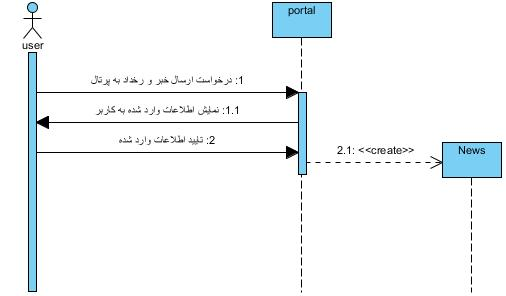 portal
user
1: درخواست ارسال خبر و رخداد به پرتال
1.1: نمایش اطلاعات وارد شده به کاربر
2: تایید اطلاعات وارد شده
2.1: <<create>>
News